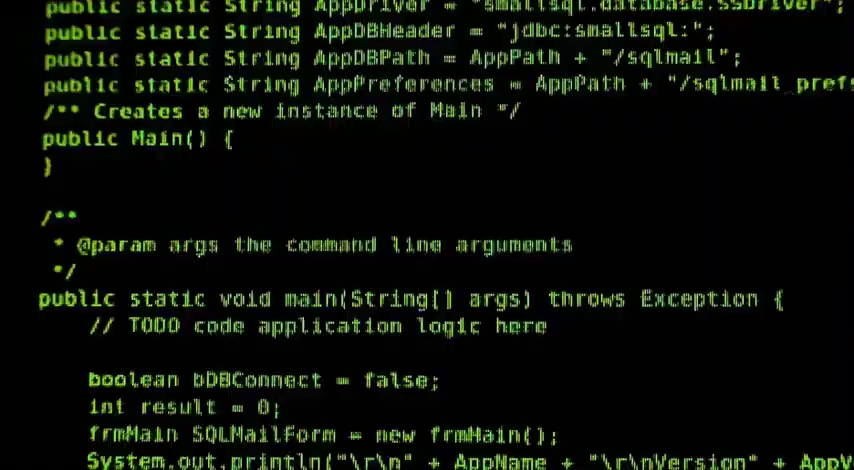 public static String AppDriver = "smallsql.database.SSDriver";
public static String AppDBHeader = "jdbc:smallsql:";
public static String AppDBPath = AppPath + "/sqlmail";
public static String AppPreferences = AppPath + "/sqlmail_prefs
/** Creates a new instance of Main */
public Main() {
}
/**
* @param args the command line arguments
*/
public static void main(String[] args) throws Exception {
// TODO code application logic here
boolean bDBConnect = false;
int result = 0;
frmMain SQLMailForm = new frmMain();
System.out.println("\r\n" + AppName + "\r\nVersion" + AppV